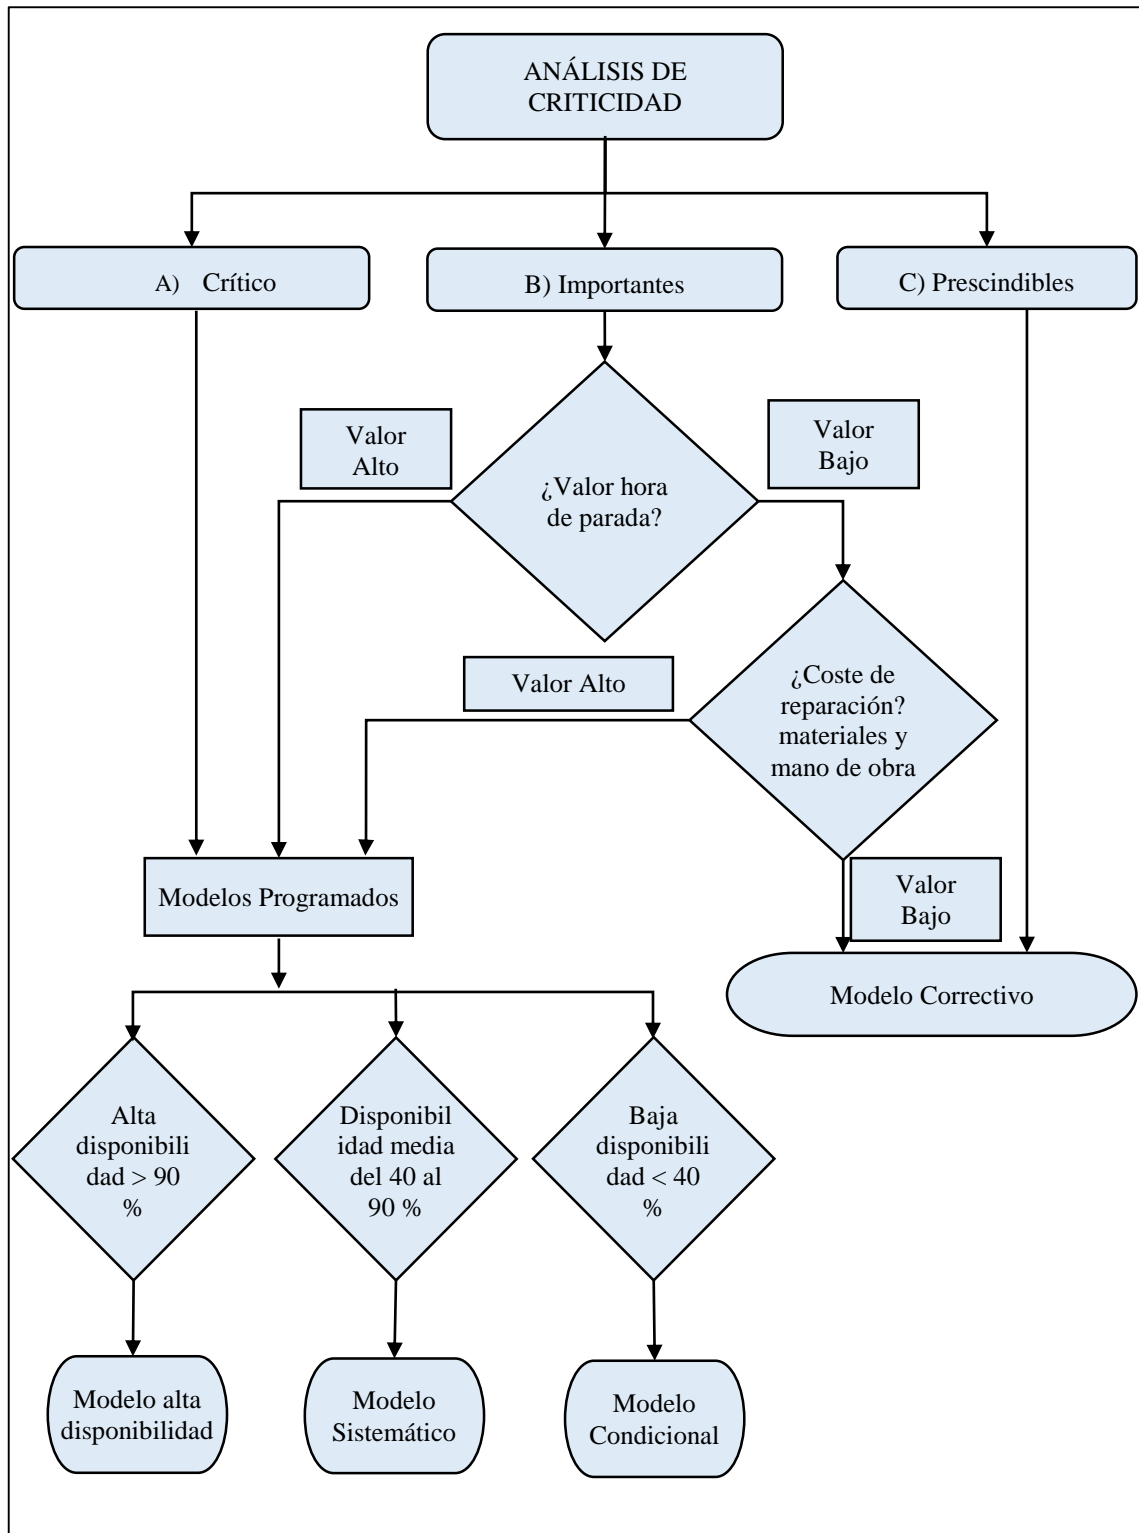 ANÁLISIS DE
CRITICIDAD
A) Crítico
B) Importantes
C) Prescindibles
Valor
Alto
Valor
Bajo
¿Valor hora
de parada?
Valor Alto
¿Coste de
reparación?
materiales y
mano de obra
Modelos Programados
Valor
Bajo
Modelo Correctivo
Alta
disponibili
dad > 90
%
Disponibil
idad media
del 40 al
90 %
Baja
disponibili
dad < 40
%
Modelo alta
disponibilidad
Modelo
Sistemático
Modelo
Condicional